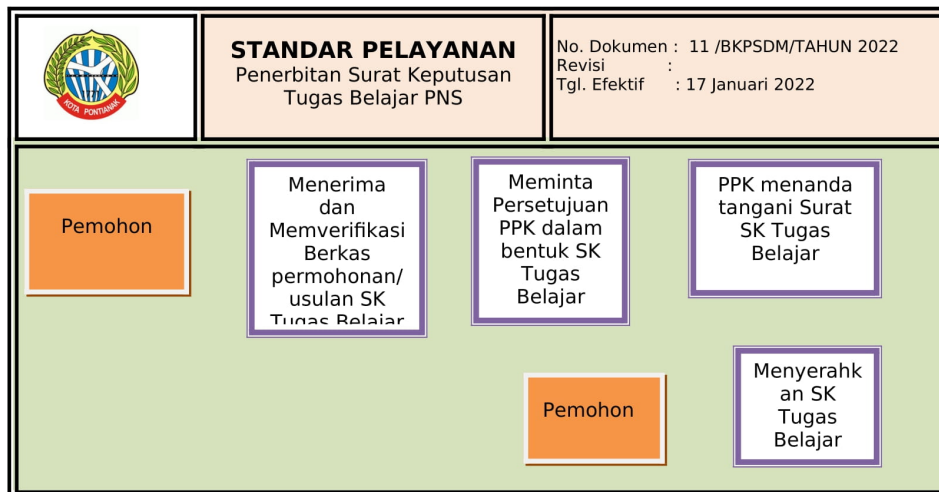 STANDAR PELAYANAN
Penerbitan Surat Keputusan
Tugas Belajar PNS
No. Dokumen : 11 /BKPSDM/TAHUN 2022
Revisi :
Tgl. Efektif : 17 Januari 2022
KOTA PONTIANAK
Pemohon
Menerima
dan
Memverifikasi
Berkas
permohonan/
usulan SK
Tugas Belajar
Meminta
Persetujuan
PPK dalam
bentuk SK
Tugas
Belajar
PPK menanda
tangani Surat
SK Tugas
Belajar
Pemohon
Menyerahk
an SK
Tugas
Belajar